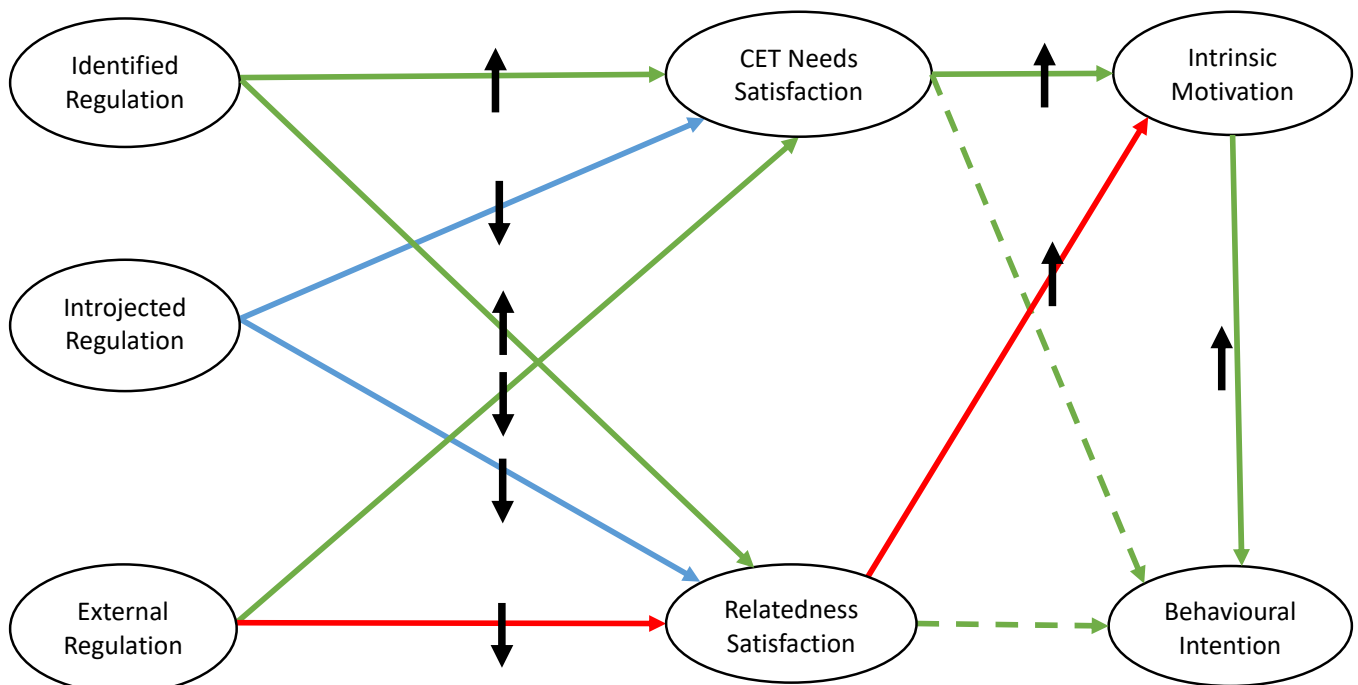 Identified
Regulation
CET Needs
Satisfaction
Intrinsic
Motivation
Introjected
Regulation
External
Regulation
Relatedness
Satisfaction
Behavioural
Intention